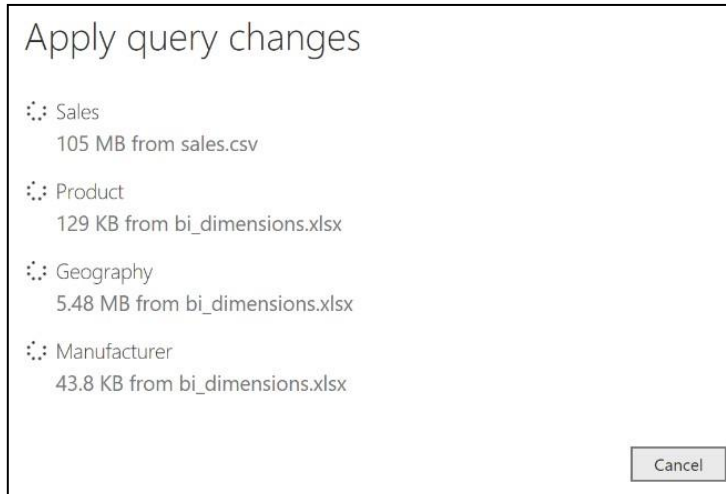 Apply query changes
Sales
105 MB from sales.csv
Product
129 KB from bi_dimensions.xlsx
Geography
5.48 MB from bi_dimensions.xlsx
Manufacturer
43.8 KB from bi_dimensions.xlsx
Cancel